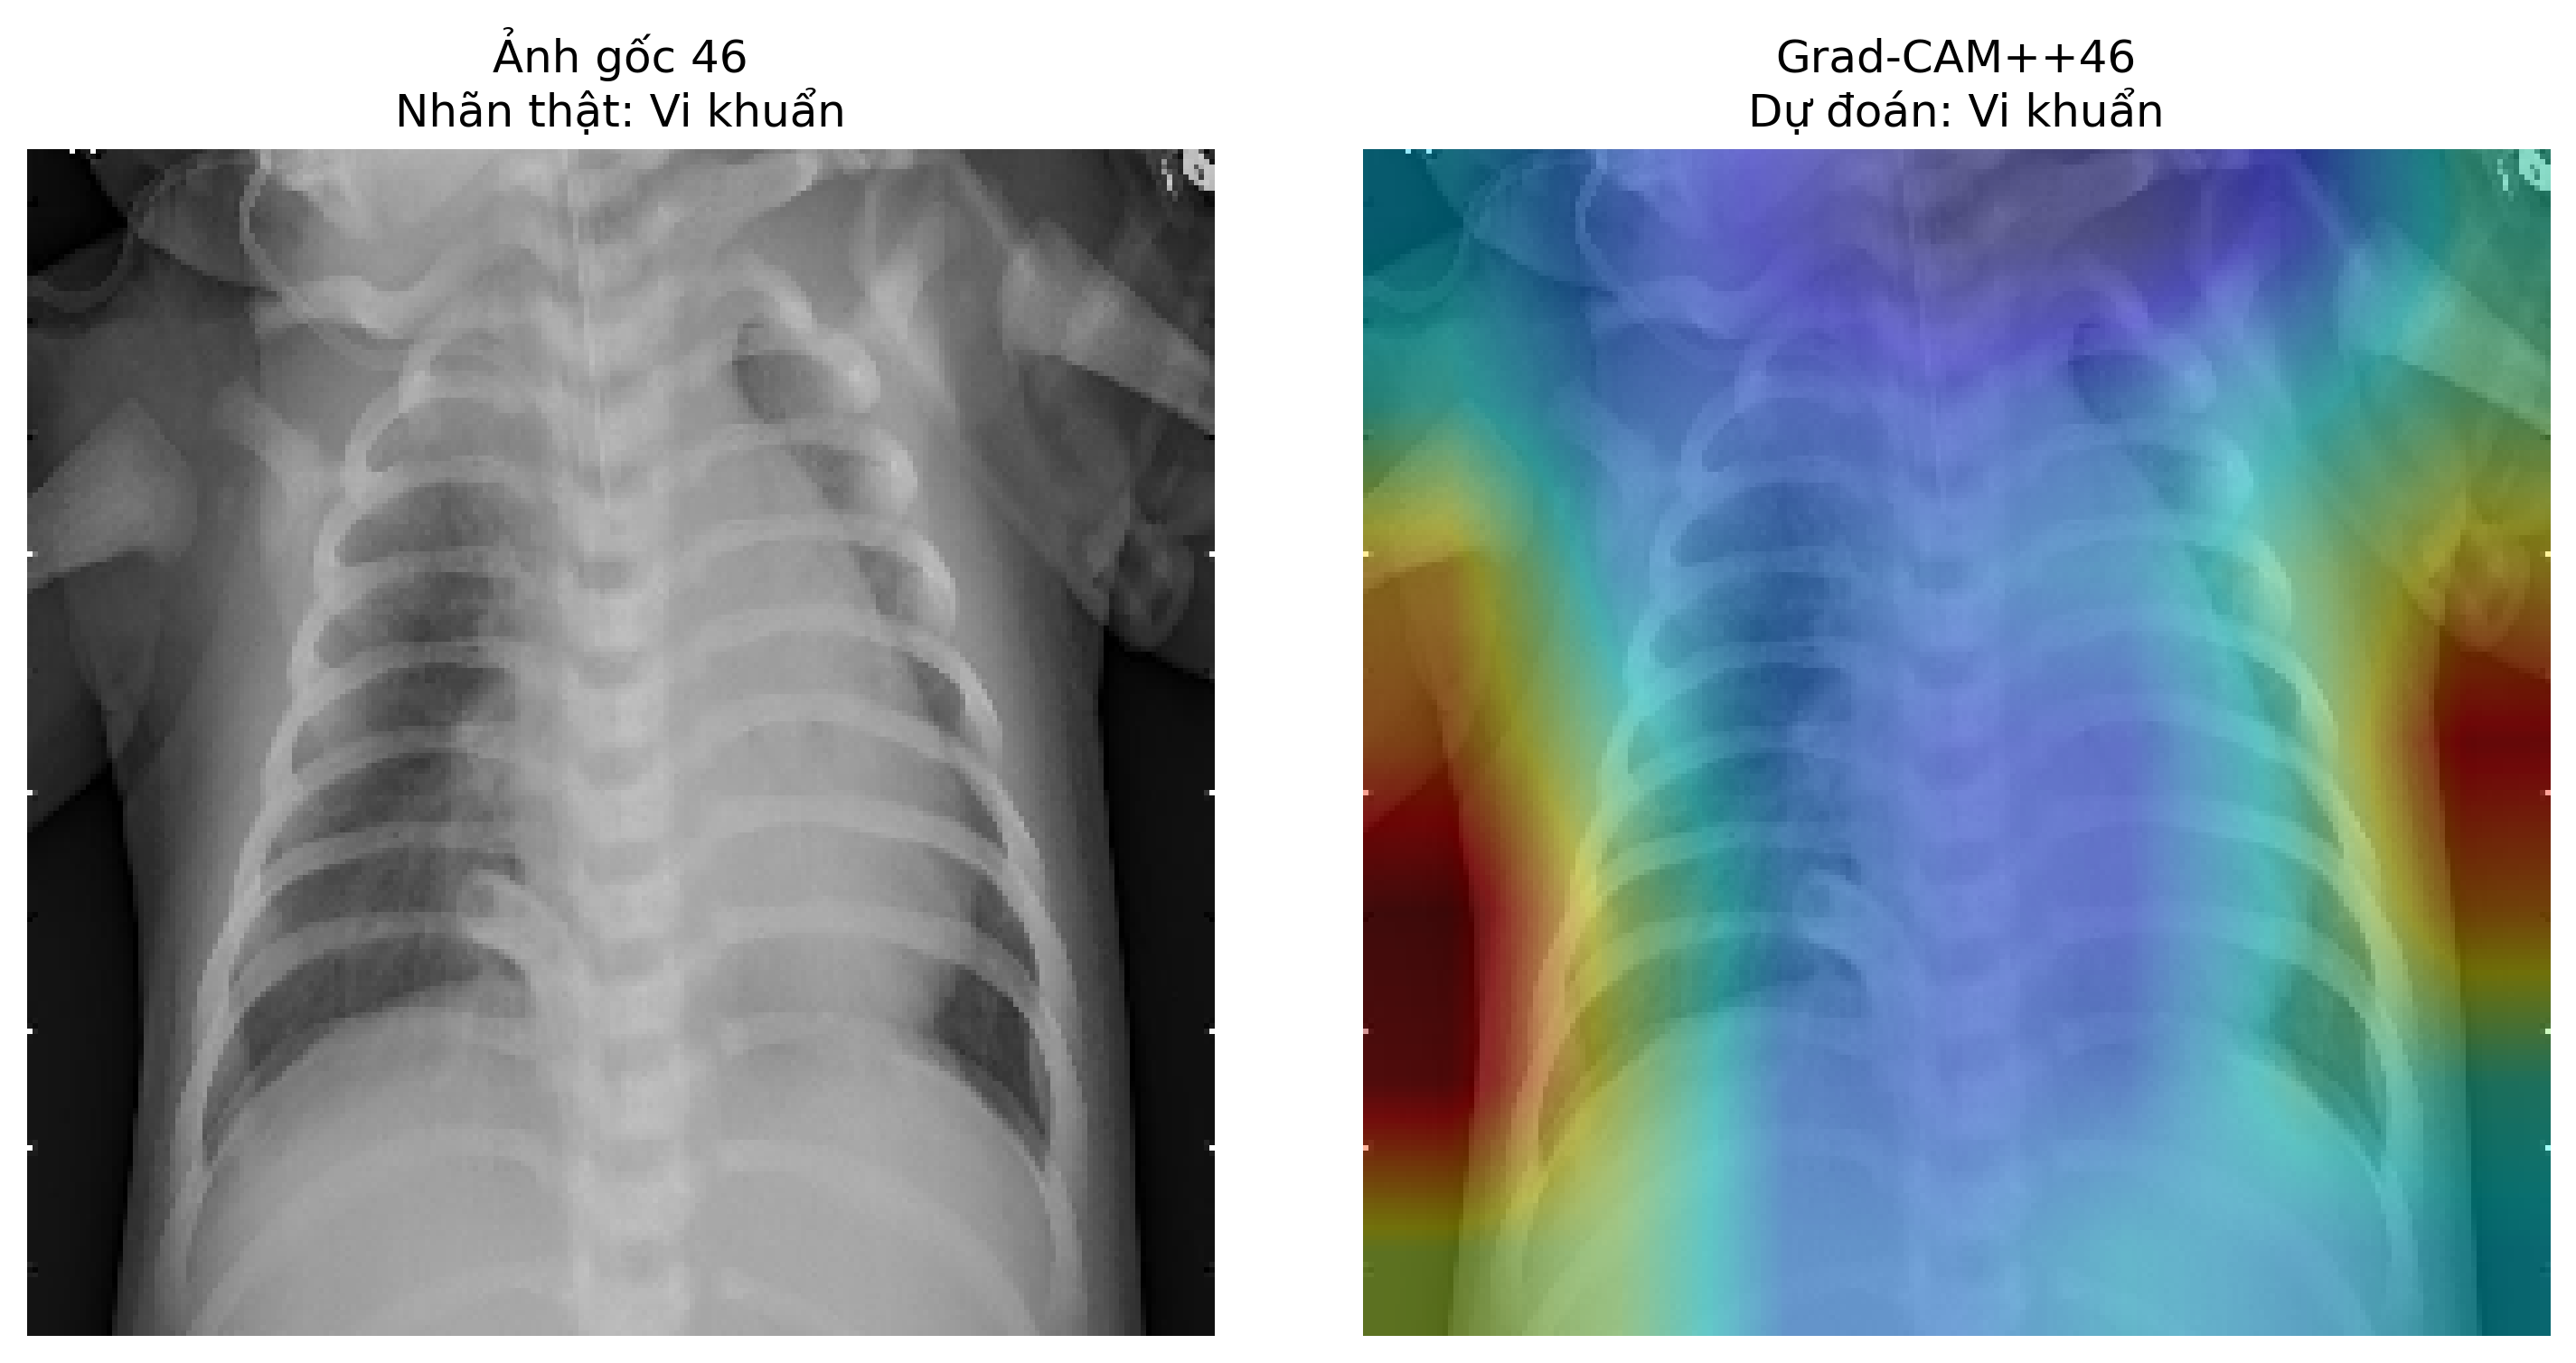 Ảnh gốc 46
Nhãn thật: Vi khuẩn
Grad-CAM++46
Dự đoán: Vi khuẩn